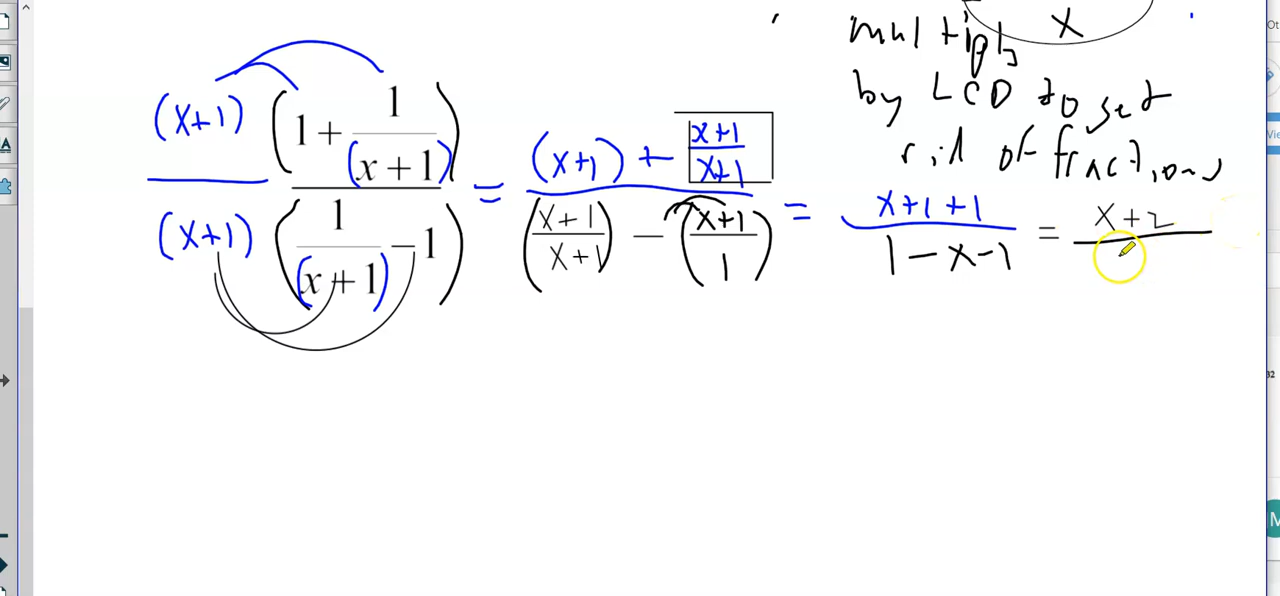 multiply
by LCD to get
rid of fractions
X
(x+1) (1 + 1/(x+1)) / (x+1) (1/(x+1) − 1) = (x+1) + x+1/x+1 / (x+1/x+1) − (x+1/1) = x+1+1 / 1−x−1 = x+2 /